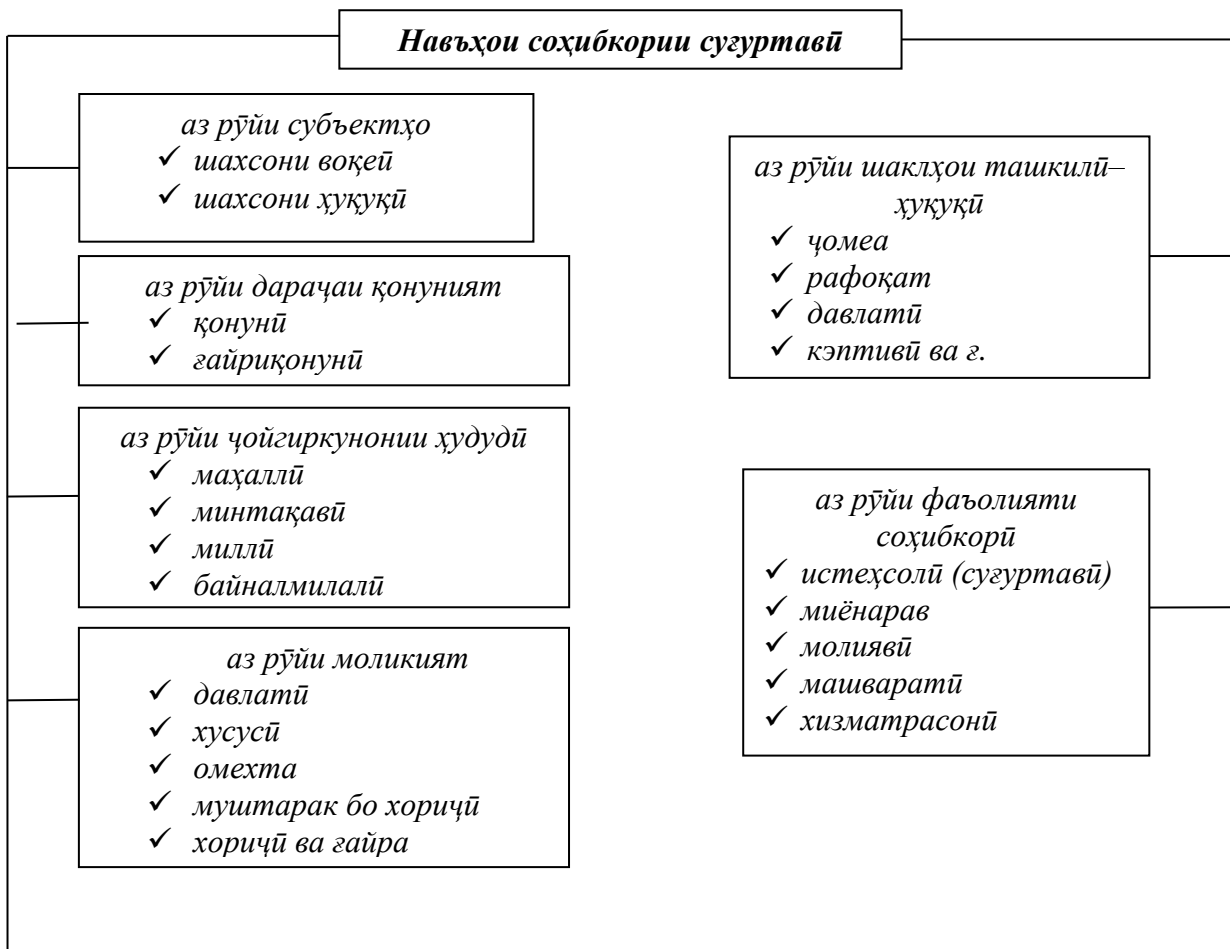 Навъҳои соҳибкории суғуртавӣ
аз рӯйи субъектҳо
✓ шахсони воқеӣ
✓ шахсони ҳуқуқӣ
аз рӯйи дараҷаи қонуният
✓ қонунӣ
✓ ғайриқонунӣ
аз рӯйи ҷойгиркунонии ҳудудӣ
✓ маҳаллӣ
✓ минтақавӣ
✓ миллӣ
✓ байналмилалӣ
аз рӯйи моликият
✓ давлатӣ
✓ хусусӣ
✓ омехта
✓ муштарак бо хориҷӣ
✓ хориҷӣ ва ғайра
аз рӯйи шаклҳои ташкилӣ–
ҳуқуқӣ
✓ ҷомеа
✓ рафоқат
✓ давлатӣ
✓ кэптивӣ ва ғ.
аз рӯйи фаъолияти
соҳибкорӣ
✓ истеҳсолӣ (суғуртавӣ)
✓ миёнарав
✓ молиявӣ
✓ машваратӣ
✓ хизматрасонӣ